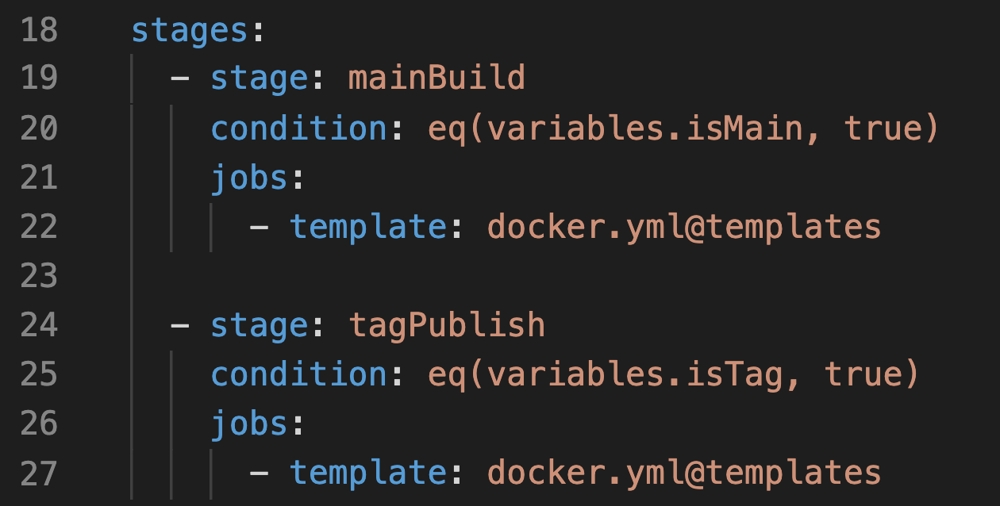 18 stages:
19 - stage: mainBuild
20 condition: eq(variables.isMain, true)
21 jobs:
22 - template: docker.yml@templates
23
24 - stage: tagPublish
25 condition: eq(variables.isTag, true)
26 jobs:
27 - template: docker.yml@templates